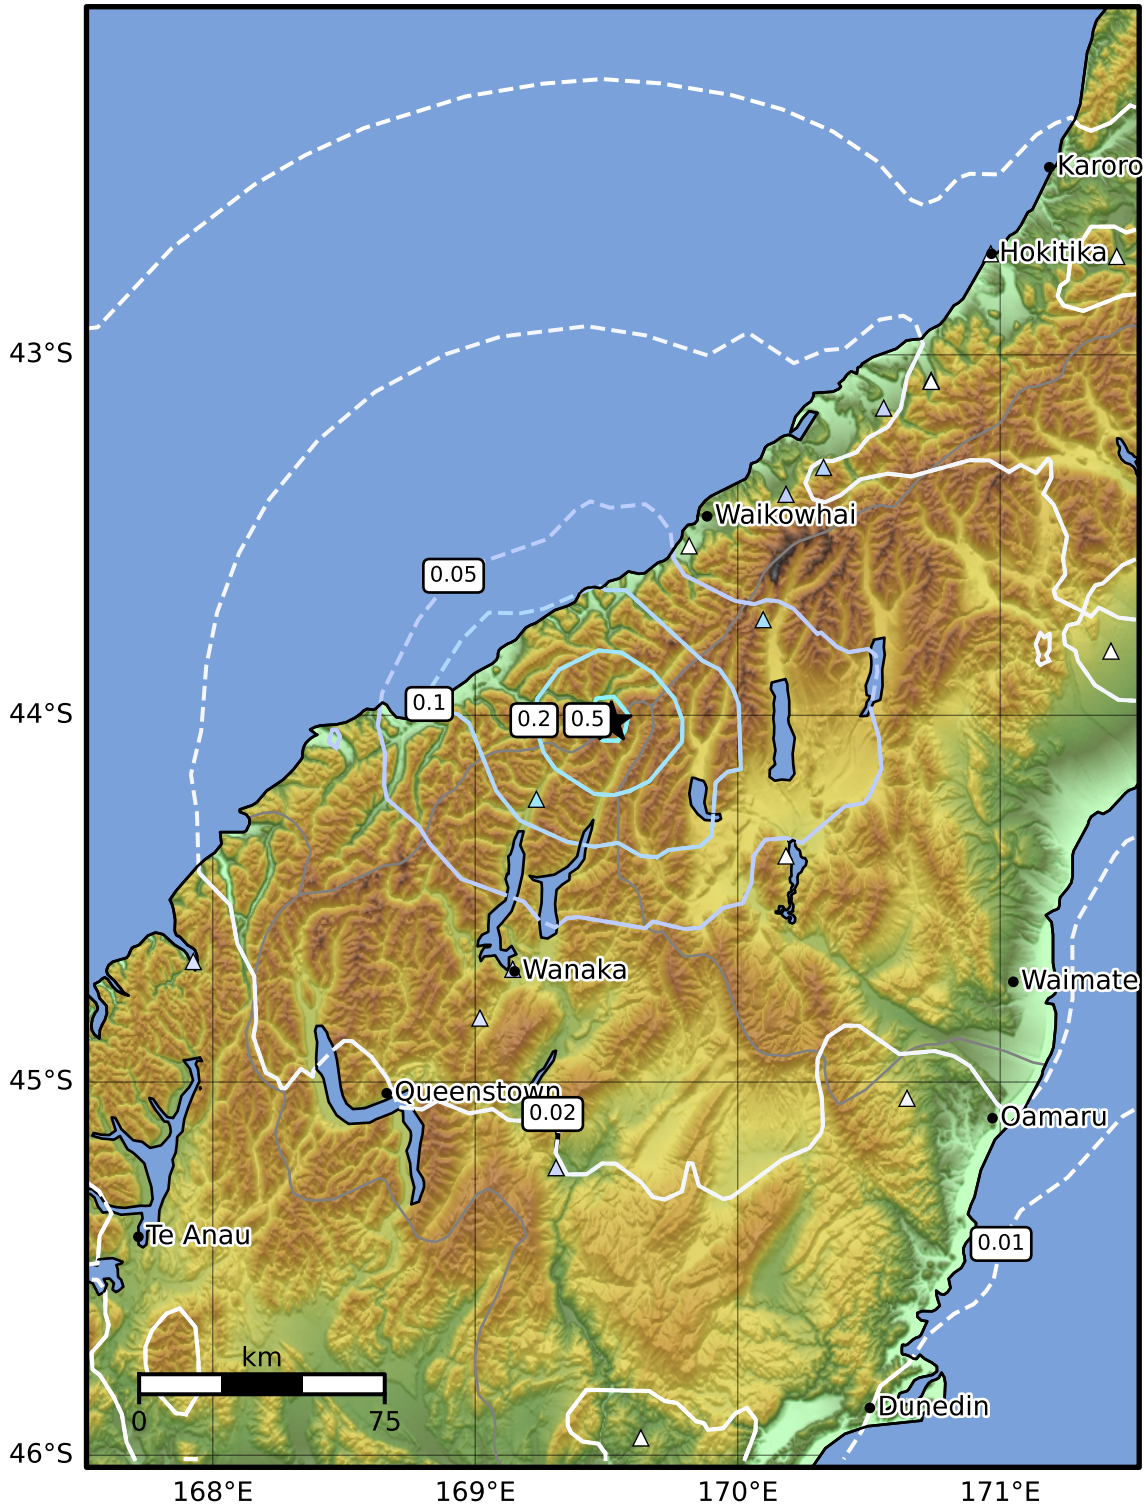 Karoro
Hokitika
43°S
Waikowhai
0.05
0.1
44°S
0.2
0.5
Wanaka
Waimate
45°S
Queenstown
0.02
Oamaru
Te Anau
0.01
km
0
75
Dunedin
46°S
168°E
169°E
170°E
171°E